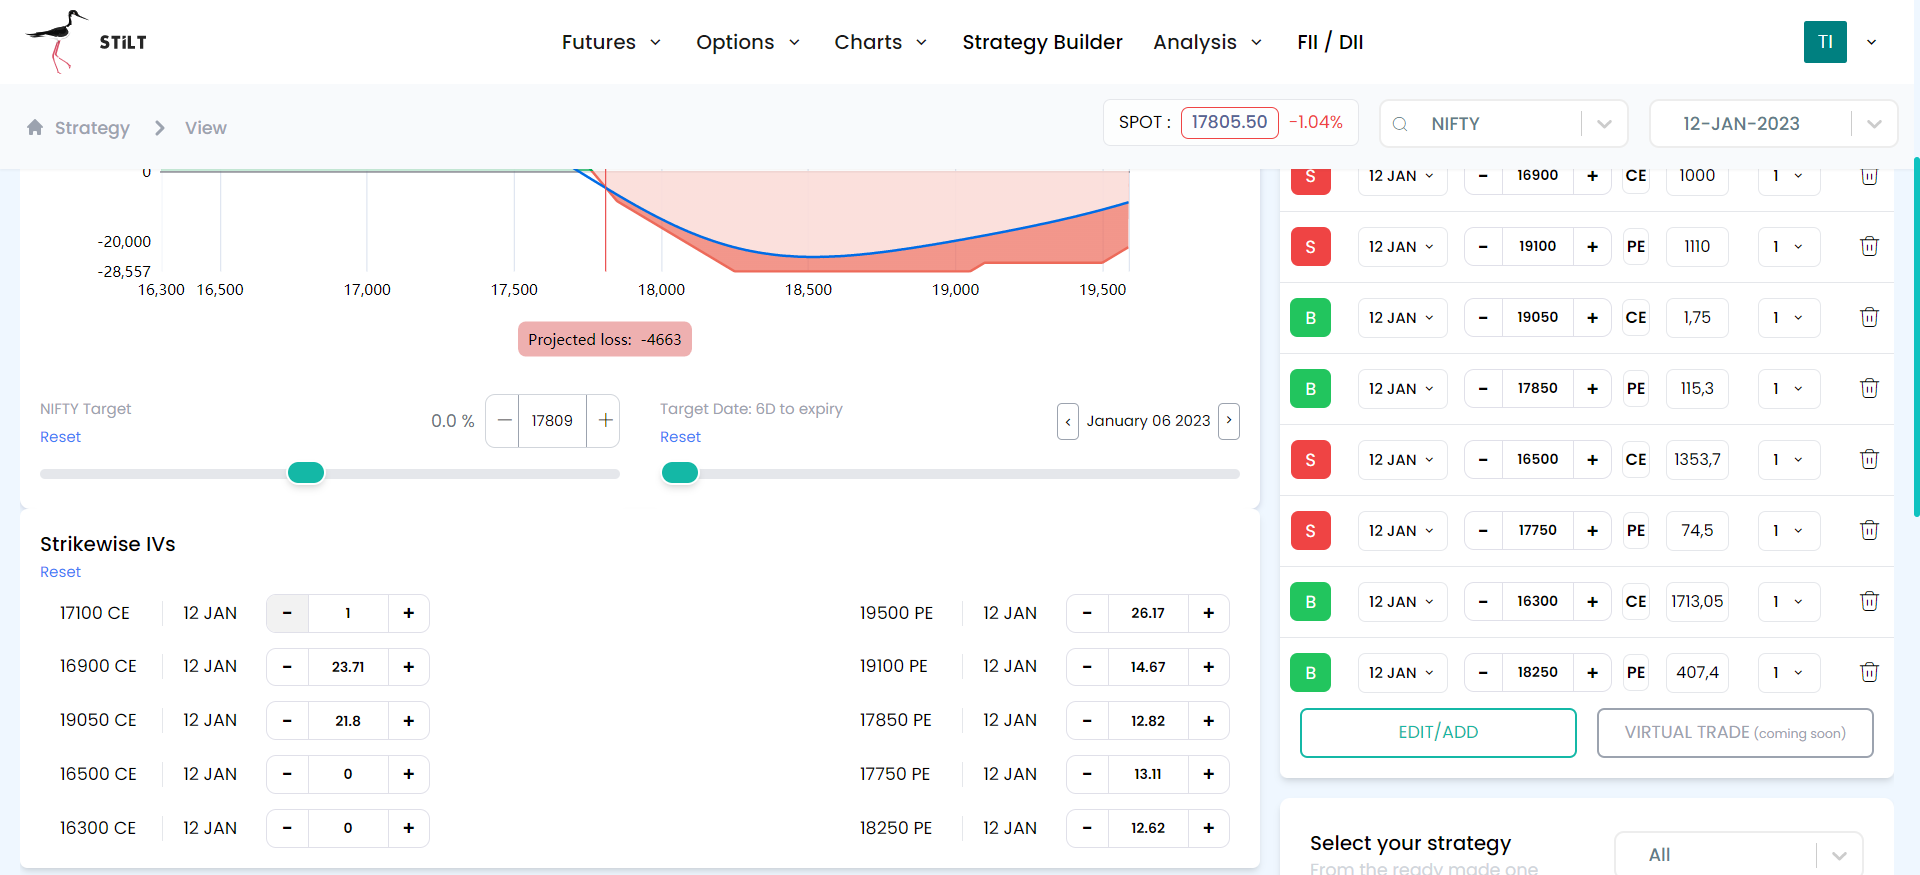 STiLT
Futures Options Charts Strategy Builder Analysis FII / DII
TI
Strategy View
SPOT : 17805.50 -1.04%
NIFTY
12-JAN-2023
0
-20,000
-28,557
16,300 16,500 17,000 17,500 18,000 18,500 19,000 19,500
Projected loss: -4663
NIFTY Target
Reset
0.0 % 17809
Target Date: 6D to expiry
Reset
January 06 2023
Strikewise IVs
Reset
17100 CE 12 JAN - 1 +
16900 CE 12 JAN - 23.71 +
19050 CE 12 JAN - 21.8 +
16500 CE 12 JAN - 0 +
16300 CE 12 JAN - 0 +
19500 PE 12 JAN - 26.17 +
19100 PE 12 JAN - 14.67 +
17850 PE 12 JAN - 12.82 +
17750 PE 12 JAN - 13.11 +
18250 PE 12 JAN - 12.62 +
S 12 JAN - 16900 + CE 1000 1
S 12 JAN - 19100 + PE 1110 1
B 12 JAN - 19050 + CE 1,75 1
B 12 JAN - 17850 + PE 115,3 1
S 12 JAN - 16500 + CE 1353,7 1
S 12 JAN - 17750 + PE 74,5 1
B 12 JAN - 16300 + CE 1713,05 1
B 12 JAN - 18250 + PE 407,4 1
EDIT/ADD
VIRTUAL TRADE (coming soon)
Select your strategy
From the ready made one
All